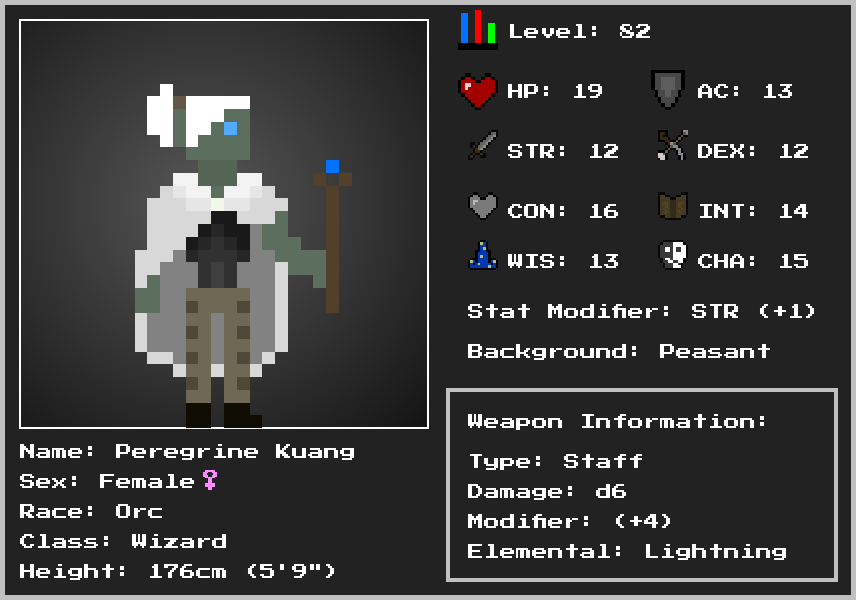 Level: 82
HP: 19
AC: 13
STR: 12
DEX: 12
CON: 16
INT: 14
WIS: 13
CHA: 15
Stat Modifier: STR (+1)
Background: Peasant
Weapon Information:
Type: Staff
Damage: d6
Modifier: (+4)
Elemental: Lightning
Name: Peregrine Kuang
Sex: Female♀
Race: Orc
Class: Wizard
Height: 176cm (5'9")